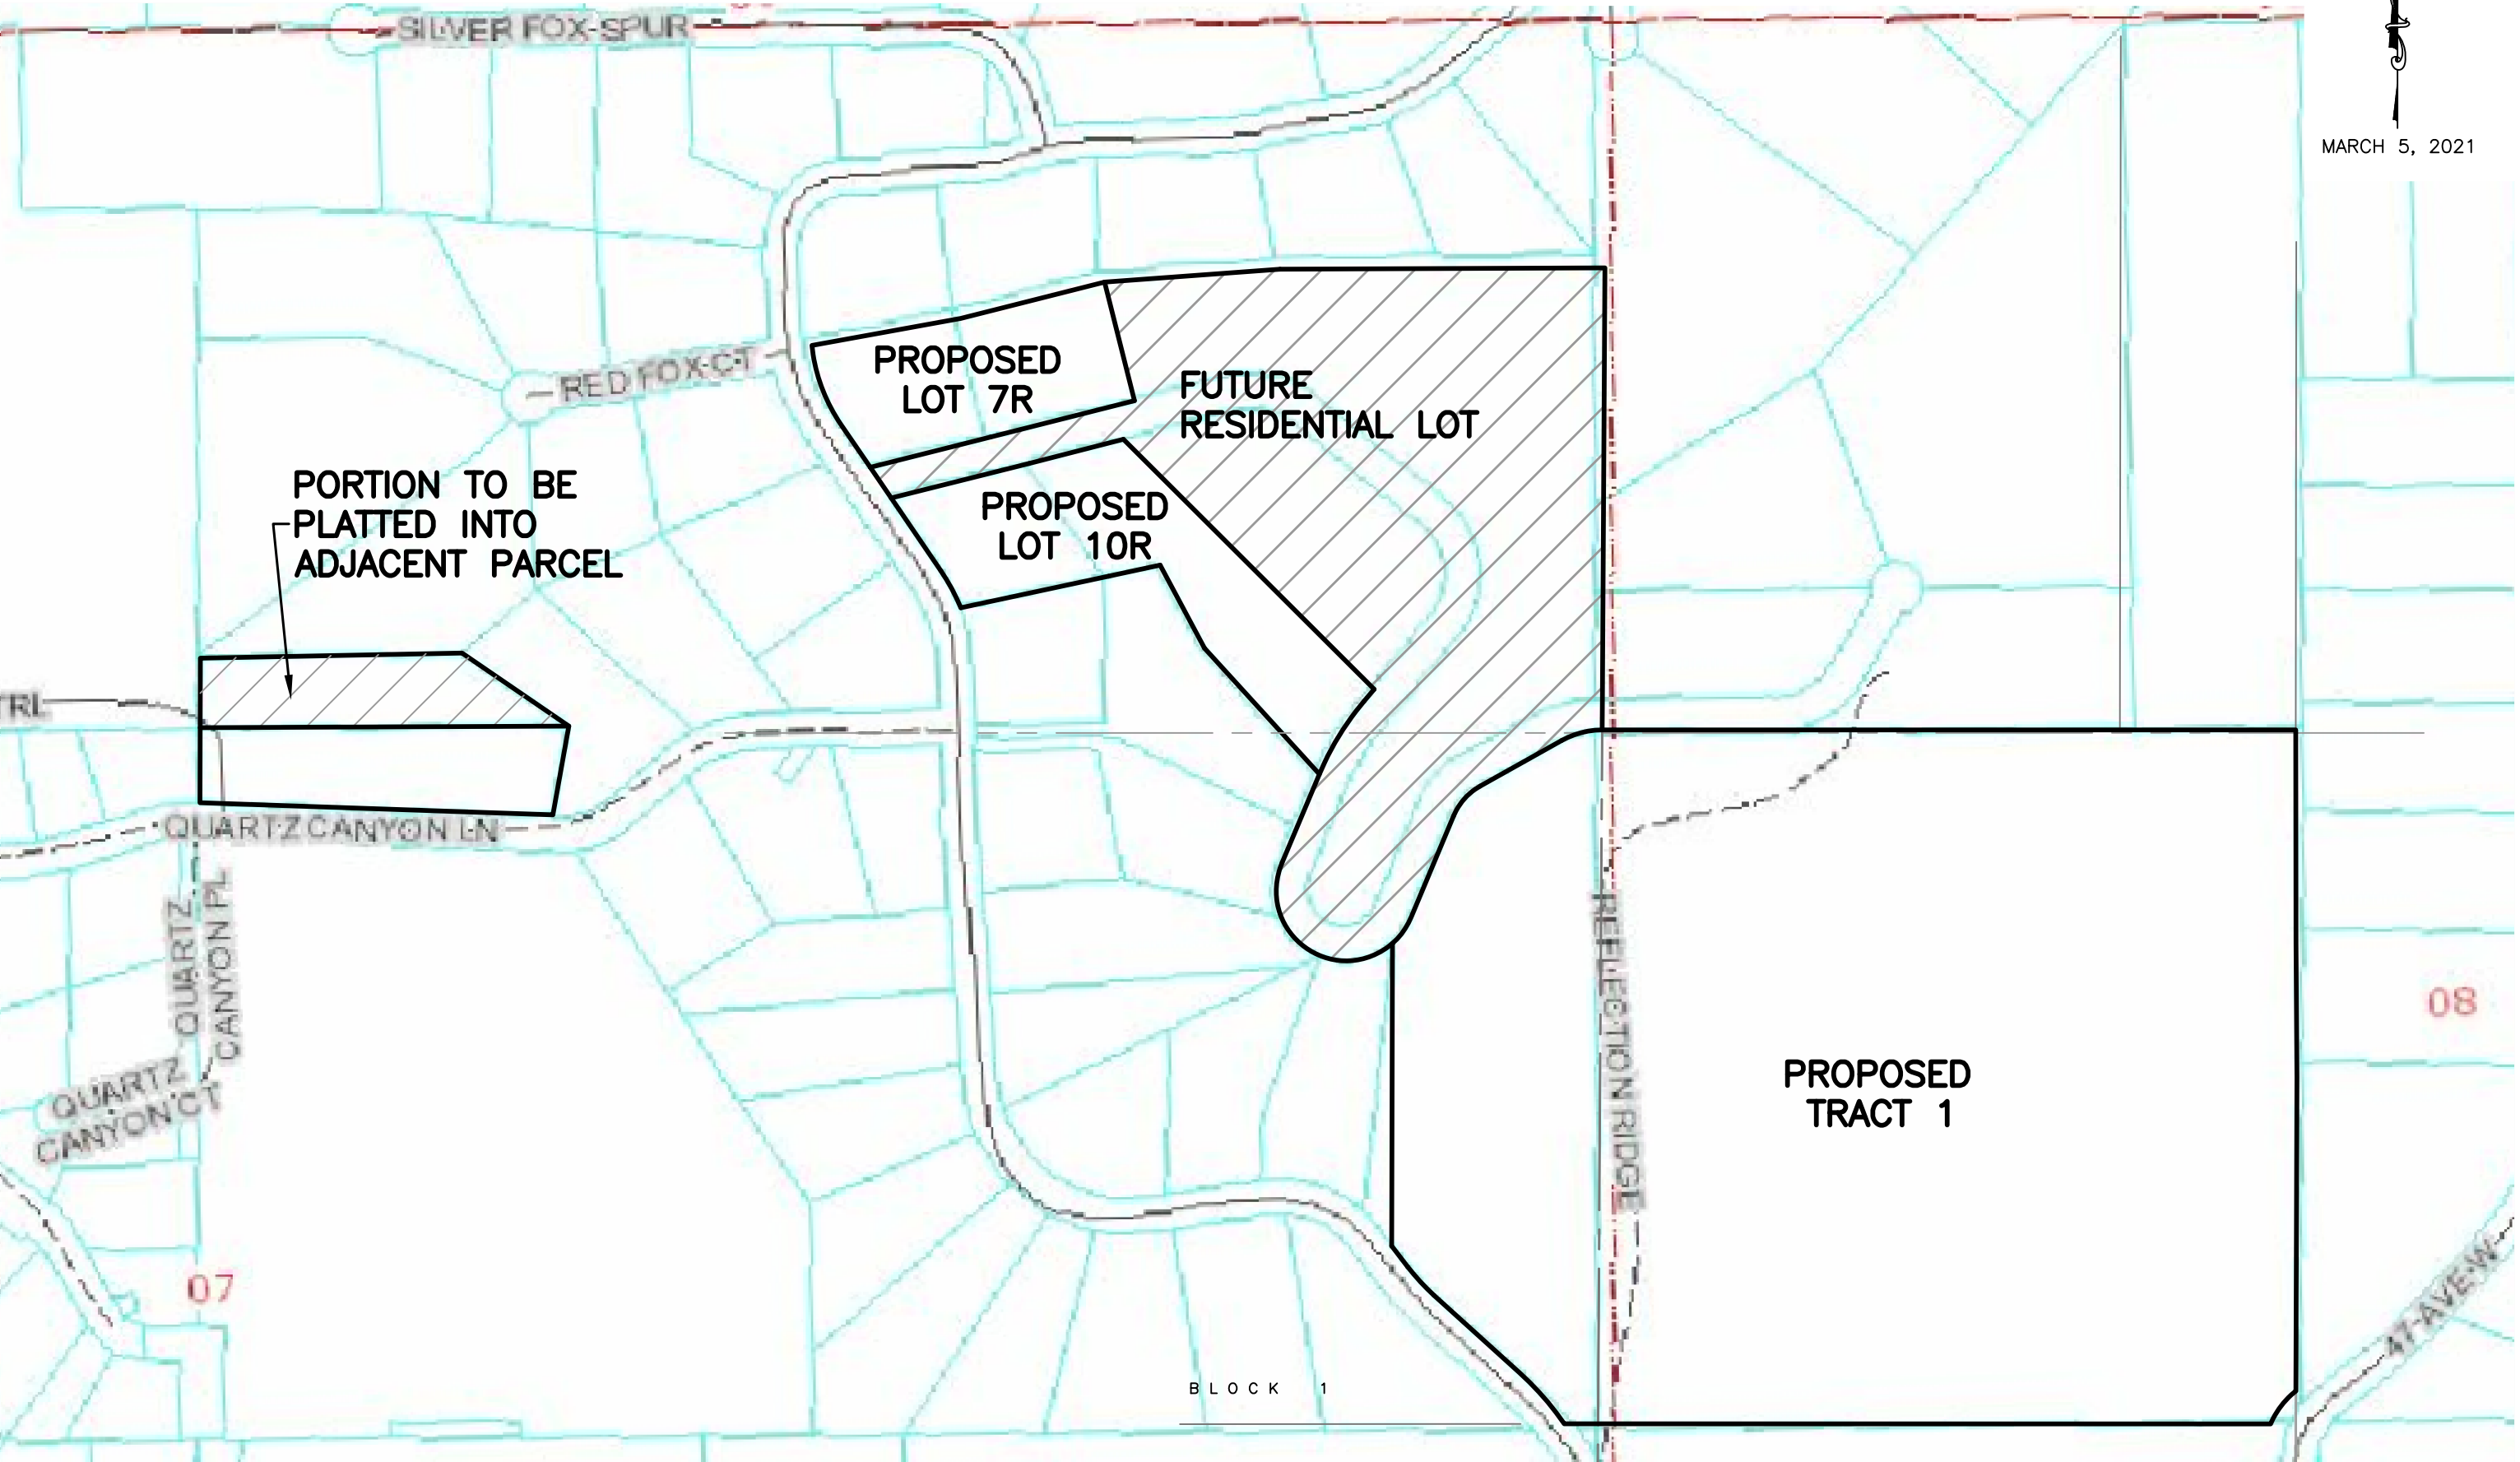 SILVER FOX-SPUR
MARCH 5, 2021
PROPOSED
LOT 7R
RED FOX-CT
FUTURE
RESIDENTIAL LOT
PORTION TO BE
PLATTED INTO
ADJACENT PARCEL
PROPOSED
LOT 10R
TRL
QUARTZ CANYON LN
QUARTZ
CANYON PL
REFLECTION RIDGE
08
PROPOSED
TRACT 1
QUARTZ
CANYON CT
07
47-AVE-W
BLOCK 1